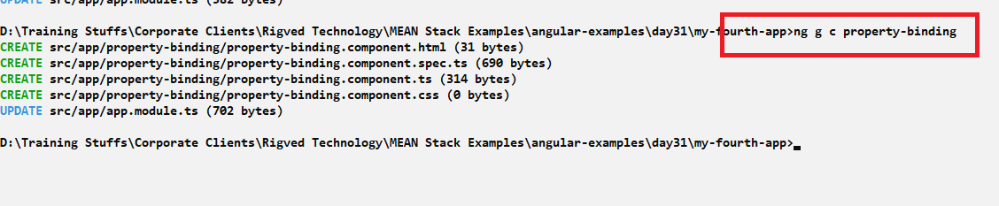 UPDATE src/app/app.module.ts (582 bytes)
D:\Training Stuffs\Corporate Clients\Rigved Technology\MEAN Stack Examples\angular-examples\day31\my-fourth-app>ng g c property-binding
CREATE src/app/property-binding/property-binding.component.html (31 bytes)
CREATE src/app/property-binding/property-binding.component.spec.ts (690 bytes)
CREATE src/app/property-binding/property-binding.component.ts (314 bytes)
CREATE src/app/property-binding/property-binding.component.css (0 bytes)
UPDATE src/app/app.module.ts (702 bytes)
D:\Training Stuffs\Corporate Clients\Rigved Technology\MEAN Stack Examples\angular-examples\day31\my-fourth-app>